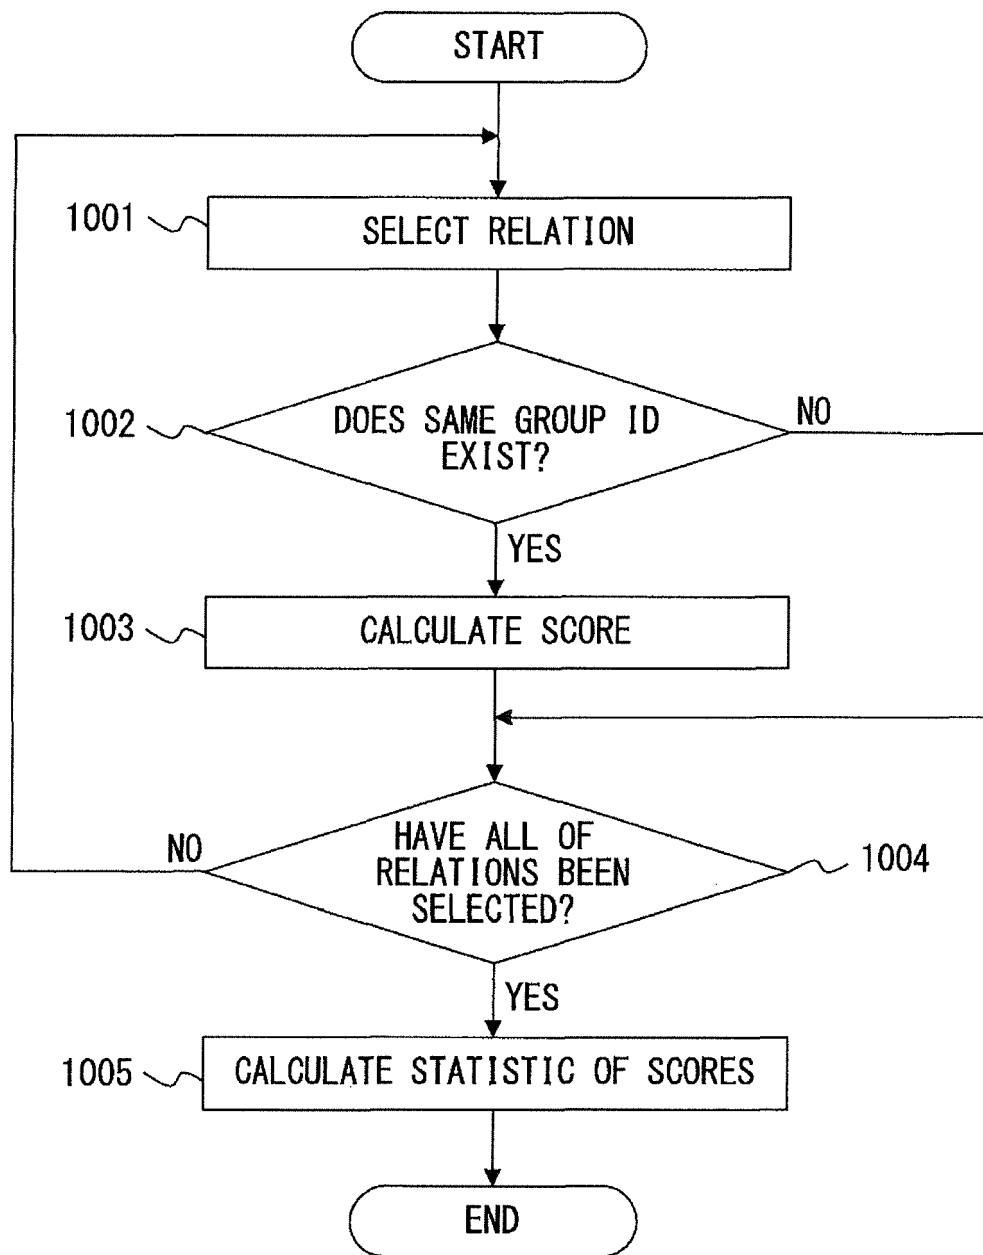 START
1001
SELECT RELATION
1002
DOES SAME GROUP ID
EXIST?
NO
YES
1003
CALCULATE SCORE
NO
HAVE ALL OF
RELATIONS BEEN
SELECTED?
1004
YES
1005
CALCULATE STATISTIC OF SCORES
END